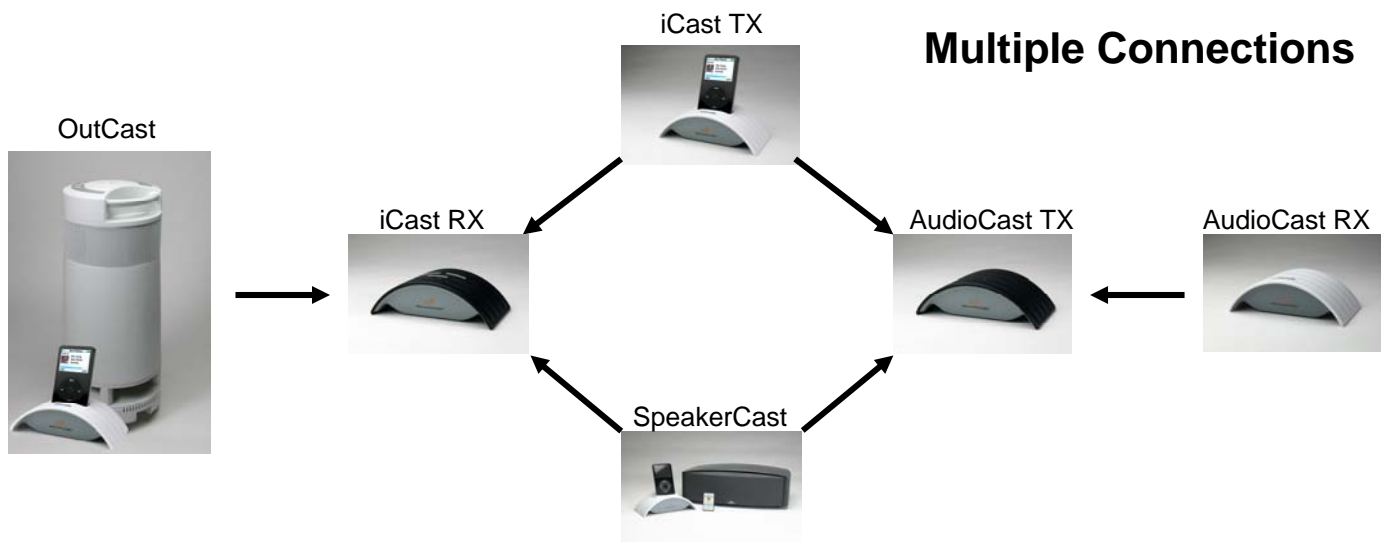 iCast TX
Multiple Connections
OutCast
iCast RX
AudioCast TX
AudioCast RX
SpeakerCast